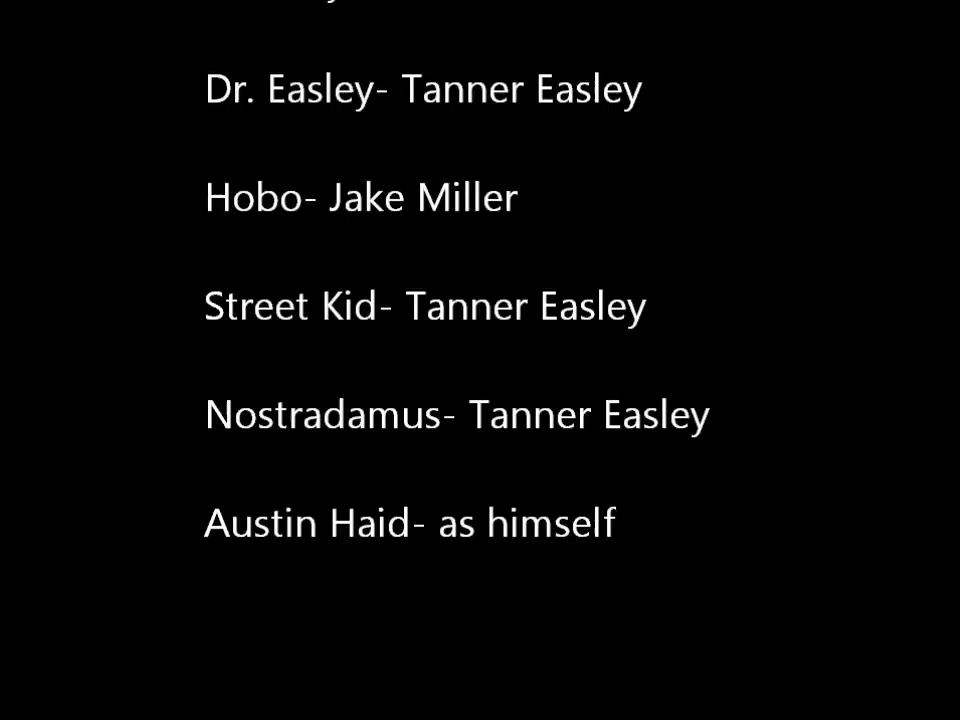 Dr. Easley- Tanner Easley
Hobo- Jake Miller
Street Kid- Tanner Easley
Nostradamus- Tanner Easley
Austin Haid- as himself